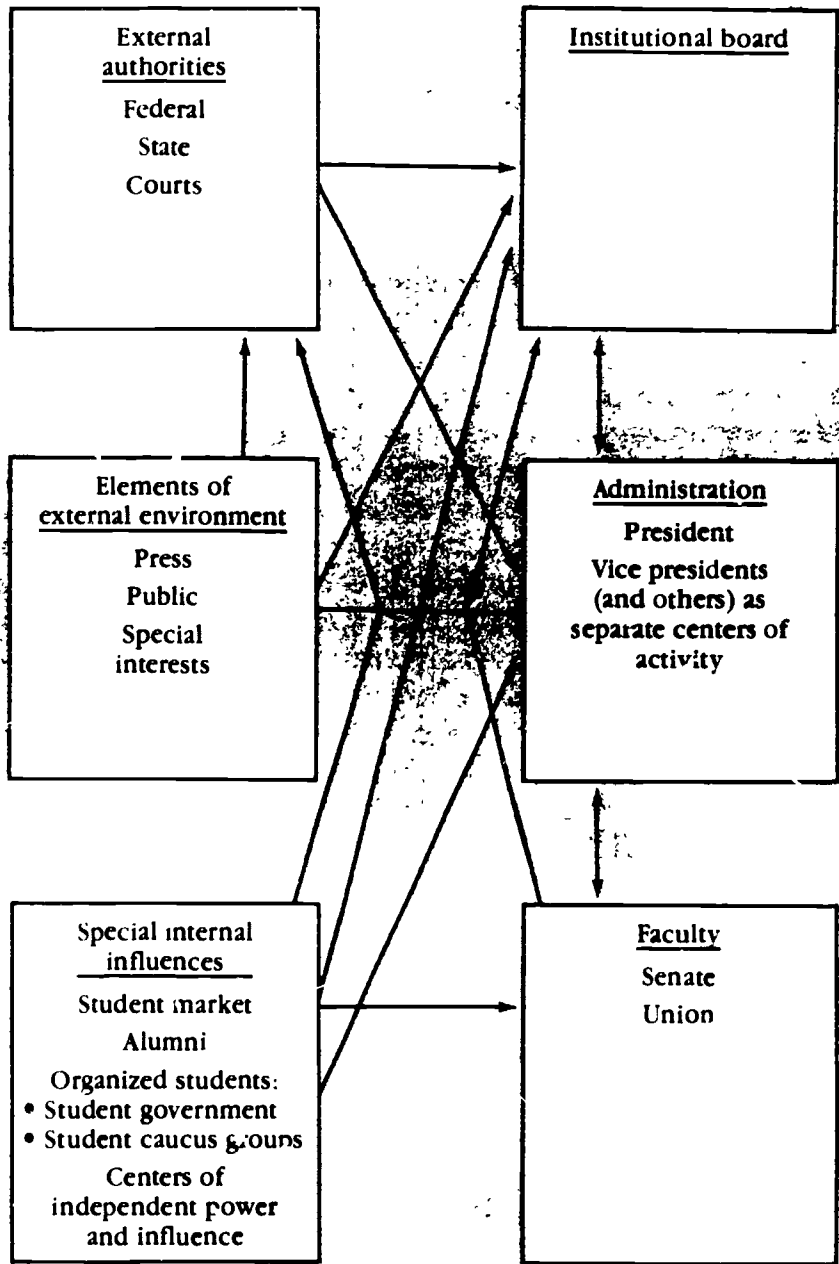 External
authorities
Federal
State
Courts
Institutional board
Elements of
external environment
Press
Public
Special
interests
Administration
President
Vice presidents
(and others) as
separate centers of
activity
Special internal
influences
Student market
Alumni
Organized students:
• Student government
• Student caucus groups
Centers of
independent power
and influence
Faculty
Senate
Union